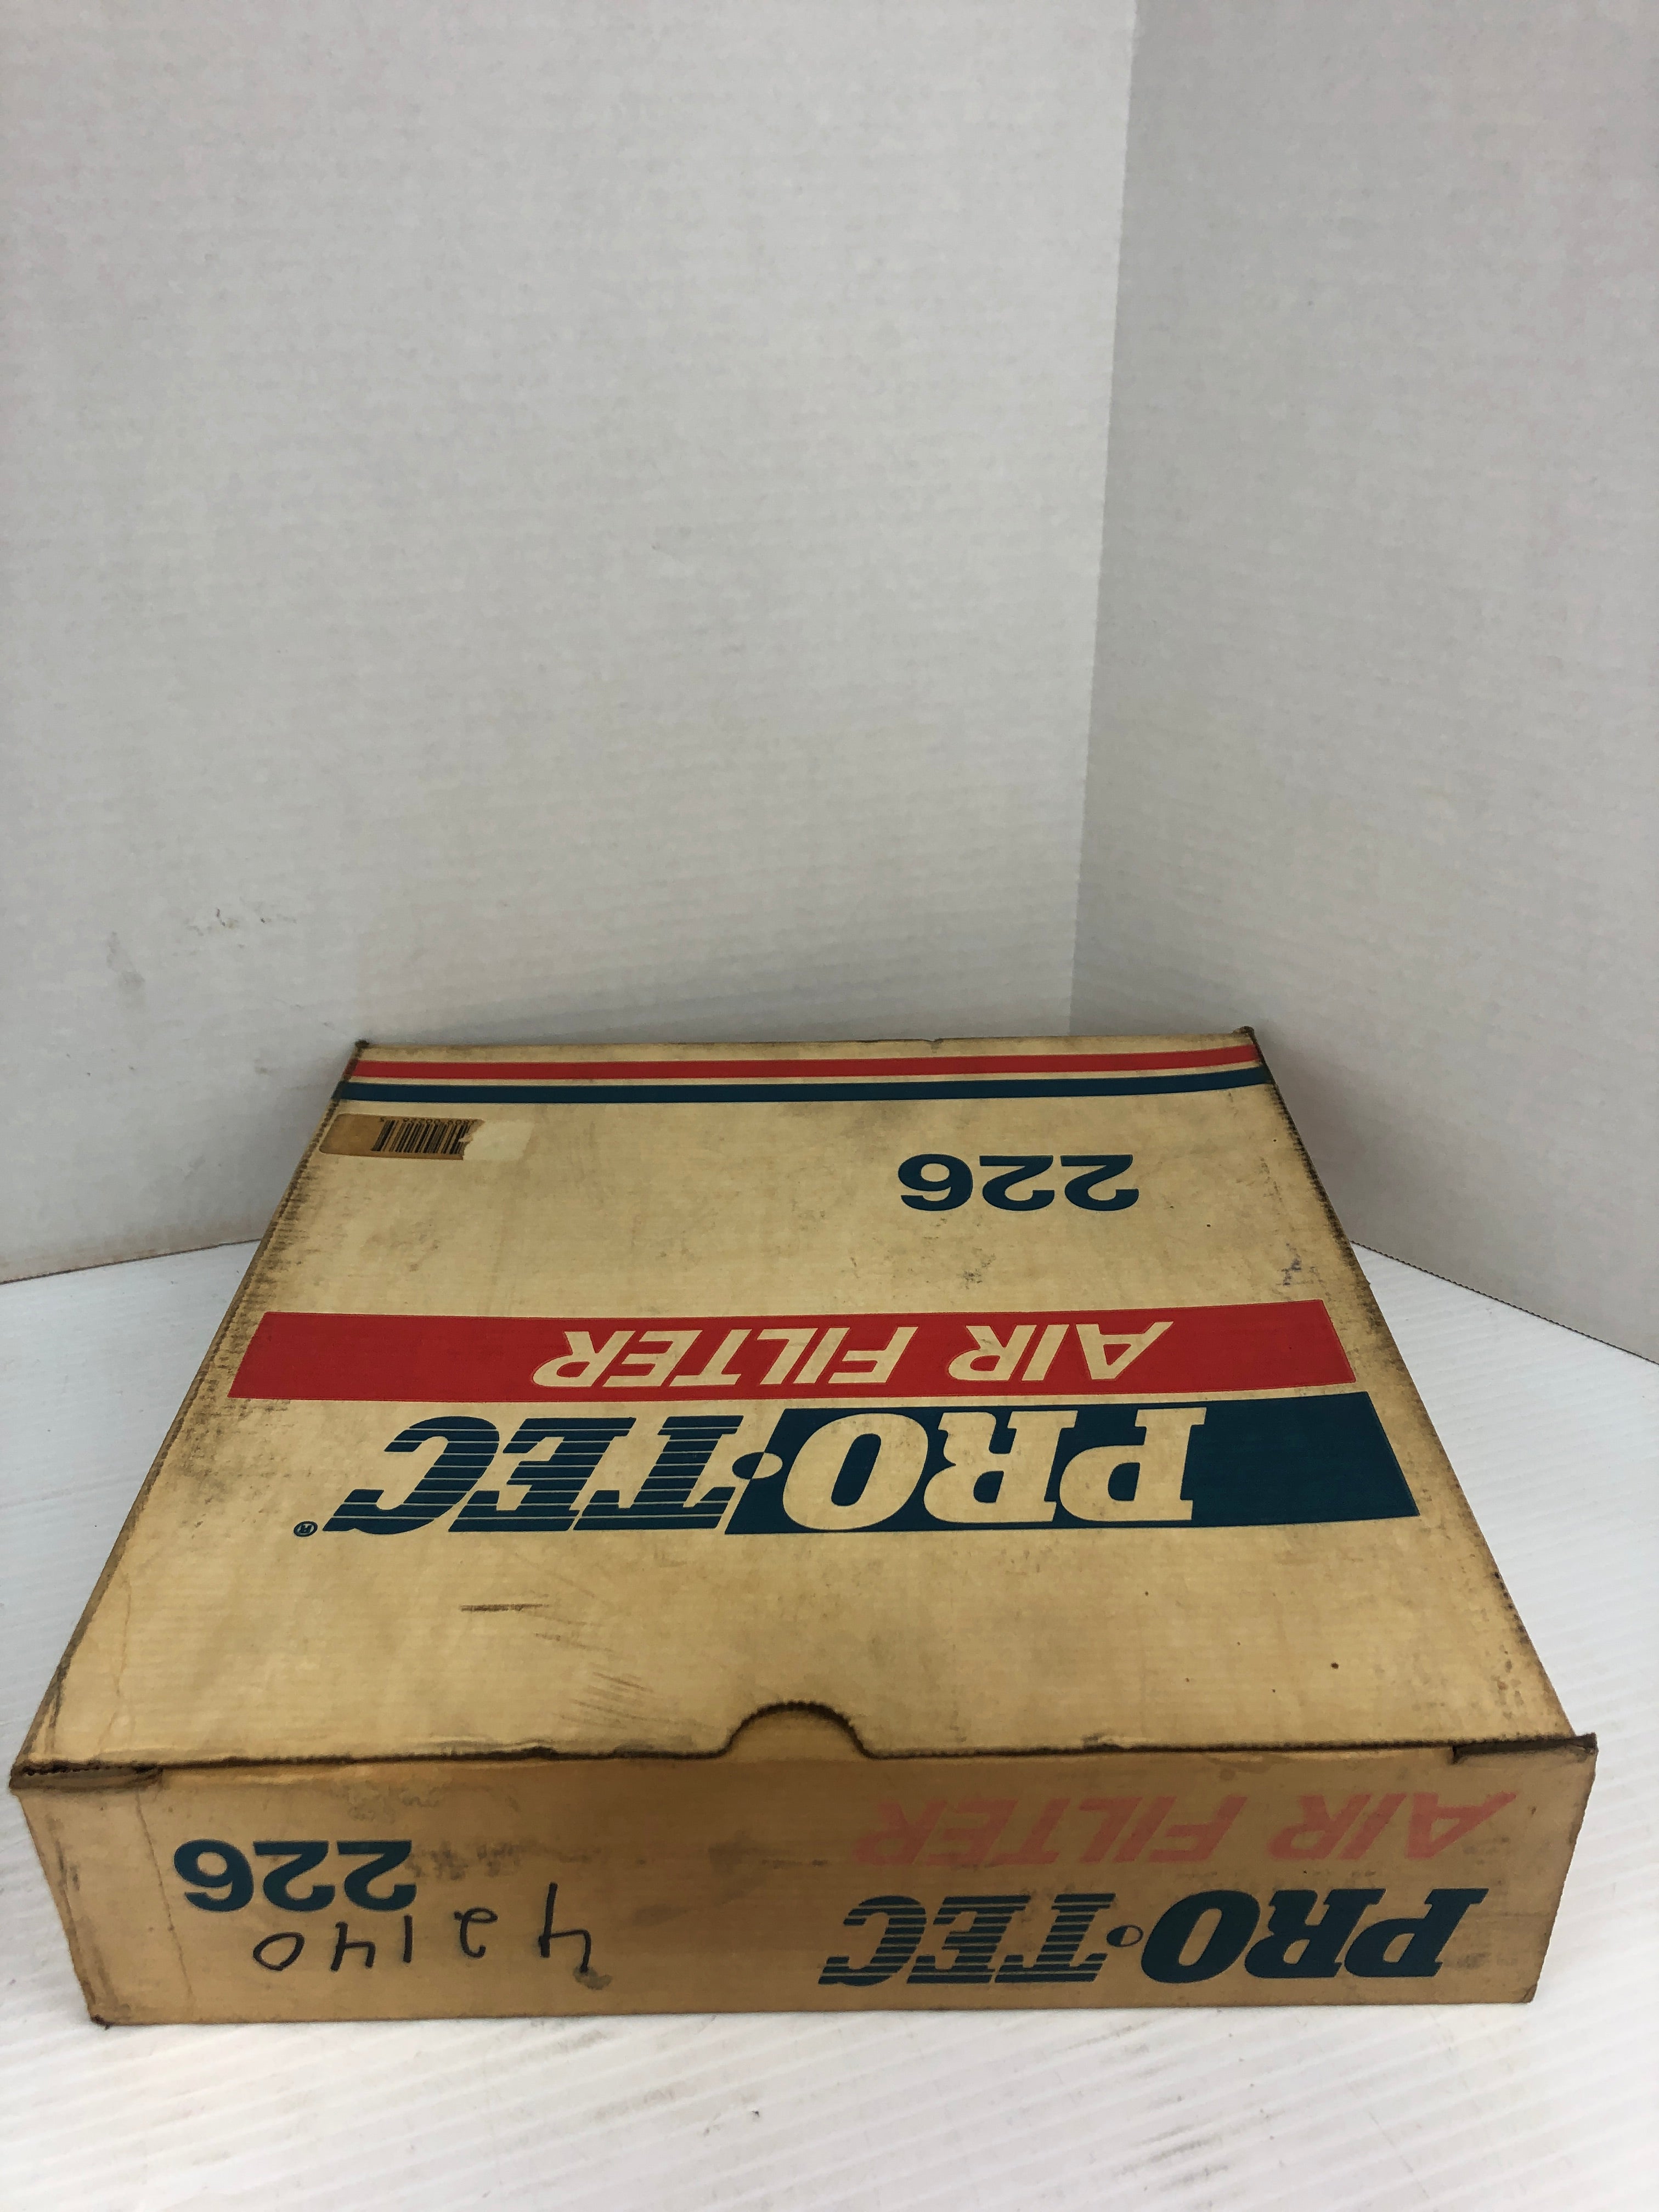 PRO•TEC®
AIR FILTER
226
PRO•TEC
AIR FILTER
42140
226